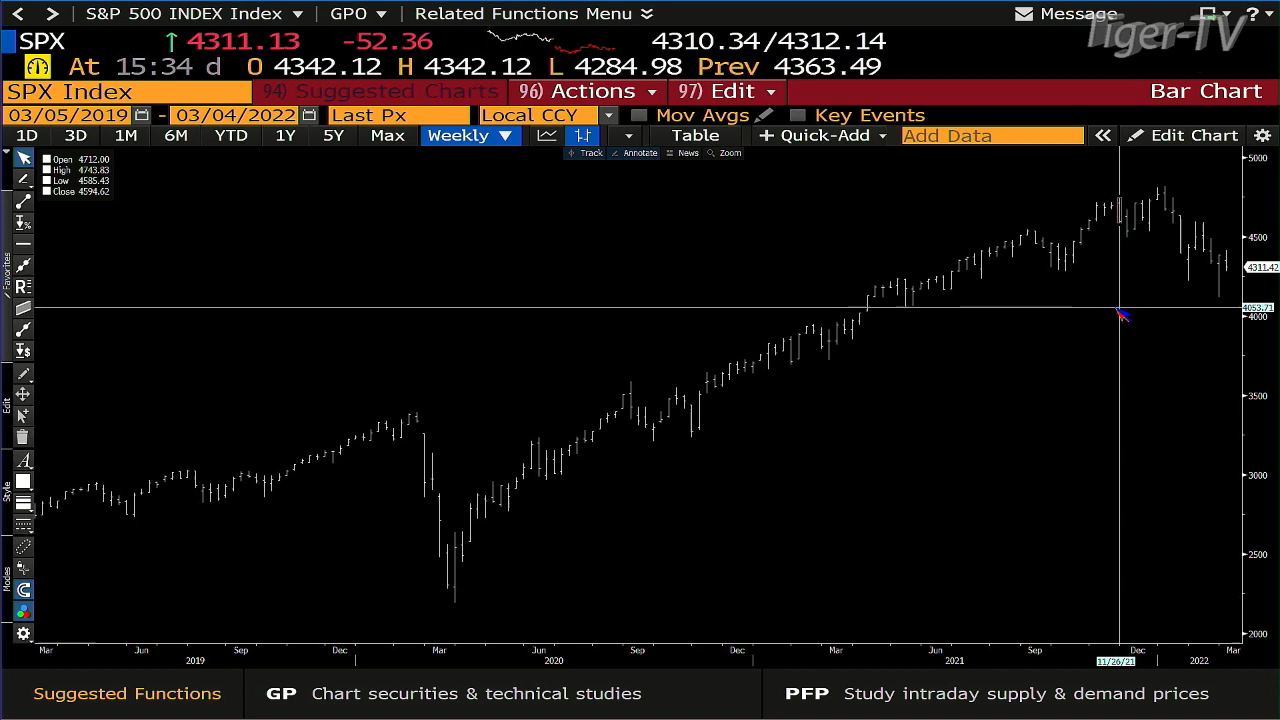 S&P 500 INDEX Index GPO Related Functions Menu Message ?
Tiger-TV
SPX 4311.13 -52.36 4310.34/4312.14
At 15:34 d O 4342.12 H 4342.12 L 4284.98 Prev 4363.49
SPX Index 94) Suggested Charts 96) Actions 97) Edit Bar Chart
03/05/2019 - 03/04/2022 Last Px Local CCY Mov Avgs Key Events
1D 3D 1M 6M YTD 1Y 5Y Max Weekly Table + Quick-Add Add Data Edit Chart
Track Annotate News Zoom
Open 4712.00
High 4743.83
Low 4585.43
Close 4594.62
Favorites
Edit
Style
Modes
5000
4500
4311.42
4053.71
4000
3500
3000
2500
2000
Mar Jun Sep Dec Mar Jun Sep Dec Mar Jun Sep Dec Mar
2019 2020 2021 11/26/21 2022
Suggested Functions GP Chart securities & technical studies PFP Study intraday supply & demand prices